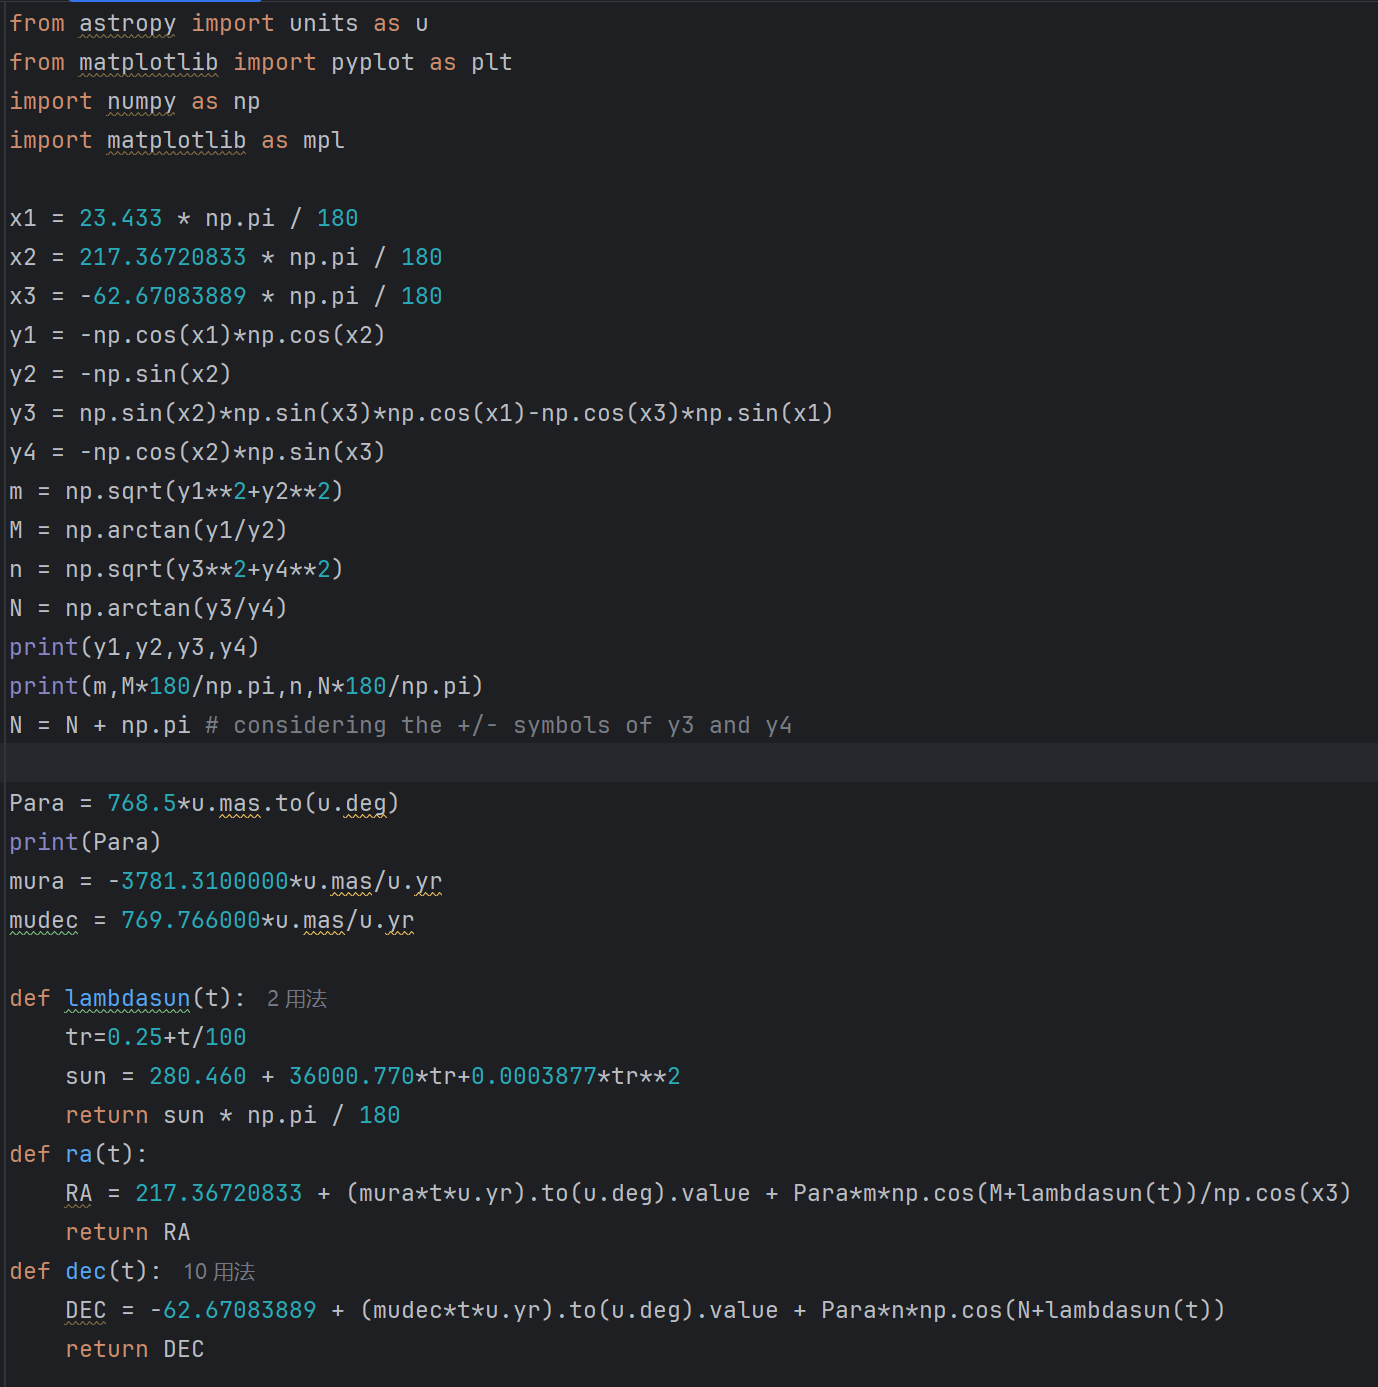 from astropy import units as u
from matplotlib import pyplot as plt
import numpy as np
import matplotlib as mpl
x1 = 23.433 * np.pi / 180
x2 = 217.36720833 * np.pi / 180
x3 = -62.67083889 * np.pi / 180
y1 = -np.cos(x1)*np.cos(x2)
y2 = -np.sin(x2)
y3 = np.sin(x2)*np.sin(x3)*np.cos(x1)-np.cos(x3)*np.sin(x1)
y4 = -np.cos(x2)*np.sin(x3)
m = np.sqrt(y1**2+y2**2)
M = np.arctan(y1/y2)
n = np.sqrt(y3**2+y4**2)
N = np.arctan(y3/y4)
print(y1,y2,y3,y4)
print(m,M*180/np.pi,n,N*180/np.pi)
N = N + np.pi # considering the +/- symbols of y3 and y4
Para = 768.5*u.mas.to(u.deg)
print(Para)
mura = -3781.3100000*u.mas/u.yr
mudec = 769.766000*u.mas/u.yr
def lambdasun(t): 2 用法
    tr=0.25+t/100
    sun = 280.460 + 36000.770*tr+0.0003877*tr**2
    return sun * np.pi / 180
def ra(t):
    RA = 217.36720833 + (mura*t*u.yr).to(u.deg).value + Para*m*np.cos(M+lambdasun(t))/np.cos(x3)
    return RA
def dec(t): 10 用法
    DEC = -62.67083889 + (mudec*t*u.yr).to(u.deg).value + Para*n*np.cos(N+lambdasun(t))
    return DEC